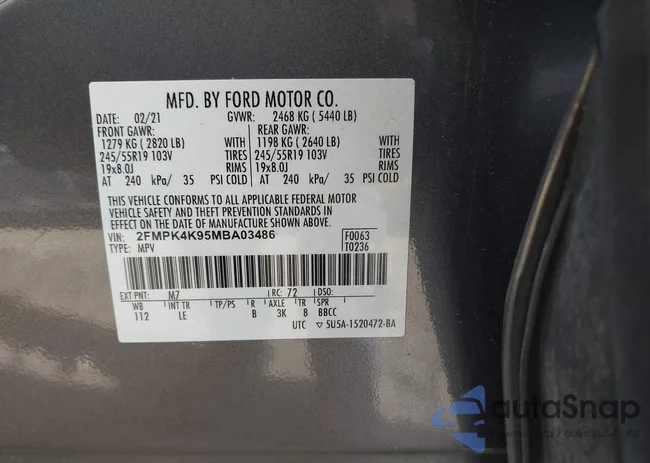 MFD. BY FORD MOTOR CO.
DATE: 02/21 GVWR: 2468 KG ( 5440 LB)
FRONT GAWR: REAR GAWR:
1279 KG ( 2820 LB) 1198 KG ( 2640 LB)
245/55R19 103V TIRES 245/55R19 103V TIRES
19x8.0J RIMS 19x8.0J RIMS
AT 240 kPa/ 35 PSI COLD AT 240 kPa/ 35 PSI COLD
THIS VEHICLE CONFORMS TO ALL APPLICABLE FEDERAL MOTOR
VEHICLE SAFETY AND THEFT PREVENTION STANDARDS IN
EFFECT ON THE DATE OF MANUFACTURE SHOWN ABOVE.
VIN: 2FMPK4K95MBA03486 F0063
TYPE: MPV T0236
EXT PNT: M7 RC: 72 DSO:
WB INT TR TP/PS R AXLE TR SPR
112 LE B 3K 8 BBCC
UTC ▽5U5A-1520472-BA
autoSnap